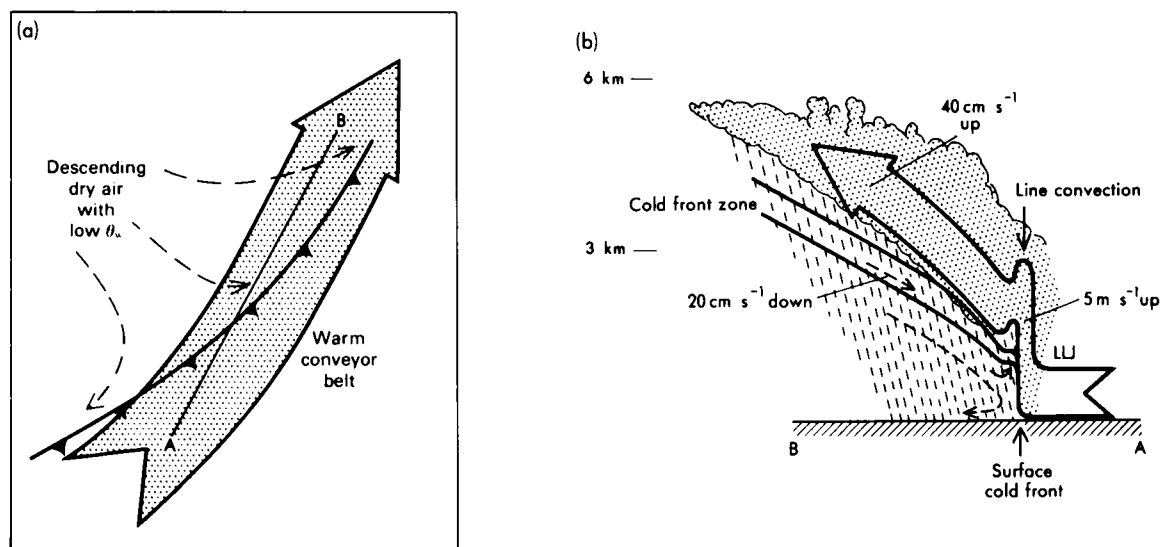 (a)
B
Descending
dry air
with
low θw
Warm
conveyor
belt
A
(b)
6 km
40 cm s⁻¹
up
Line convection
Cold front zone
3 km
20 cm s⁻¹ down
5 m s⁻¹ up
LLJ
B
A
Surface
cold front